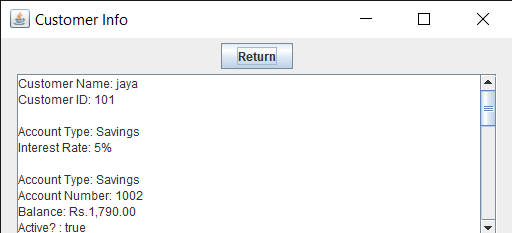 Customer Info
Return
Customer Name: jaya
Customer ID: 101
Account Type: Savings
Interest Rate: 5%
Account Type: Savings
Account Number: 1002
Balance: Rs.1,790.00
Active? : true